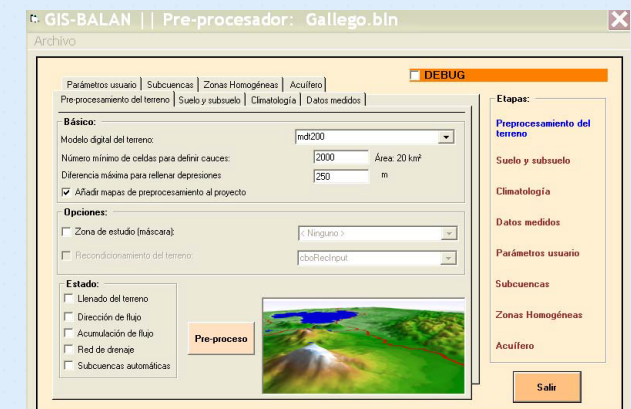 GIS-BALAN || Pre-procesador: Gallego.bln
Archivo
DEBUG
Parámetros usuario Subcuencas Zonas Homogéneas Acuífero
Pre-procesamiento del terreno Suelo y subsuelo Climatología Datos medidos
Básico:
Modelo digital del terreno: mdt200
Número mínimo de celdas para definir cauces: 2000 Área: 20 km²
Diferencia máxima para rellenar depresiones 250 m
Añadir mapas de preprocesamiento al proyecto
Opciones:
Zona de estudio (máscara): < Ninguno >
Recondicionamiento del terreno: cboRecInput
Estado:
Llenado del terreno
Dirección de flujo
Acumulación de flujo
Red de drenaje
Subcuencas automáticas
Pre-proceso
Etapas:
Preprocesamiento del
terreno
Suelo y subsuelo
Climatología
Datos medidos
Parámetros usuario
Subcuencas
Zonas Homogéneas
Acuífero
Salir